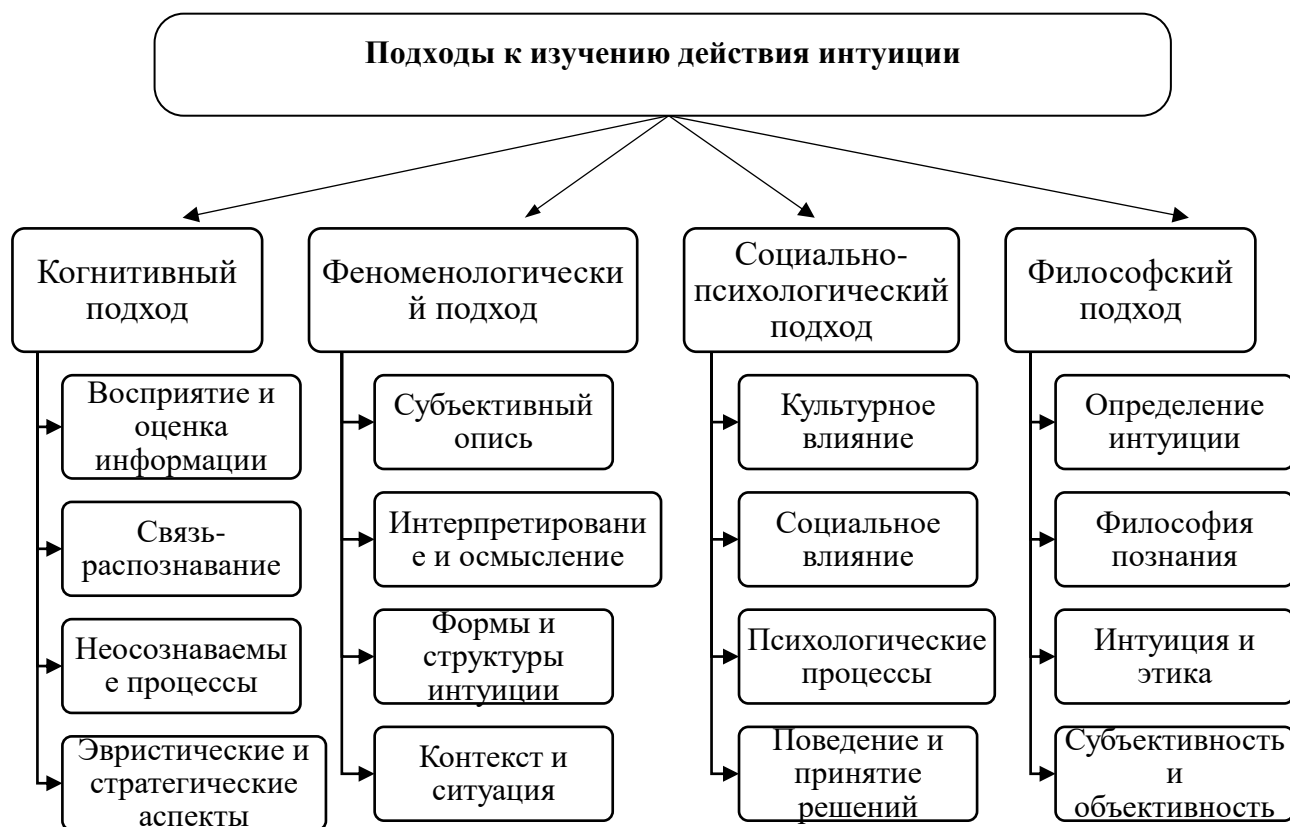 Подходы к изучению действия интуиции
Когнитивный
подход
Восприятие и
оценка
информации
Связь-
распознавание
Неосознаваемы
е процессы
Эвристические и
стратегические
аспекты
Феноменологически
й подход
Субъективный
опись
Интерпретировани
е и осмысление
Формы и
структуры
интуиции
Контекст и
ситуация
Социально-
психологический
подход
Культурное
влияние
Социальное
влияние
Психологические
процессы
Поведение и
принятие
решений
Философский
подход
Определение
интуиции
Философия
познания
Интуиция и
этика
Субъективность
и
объективность